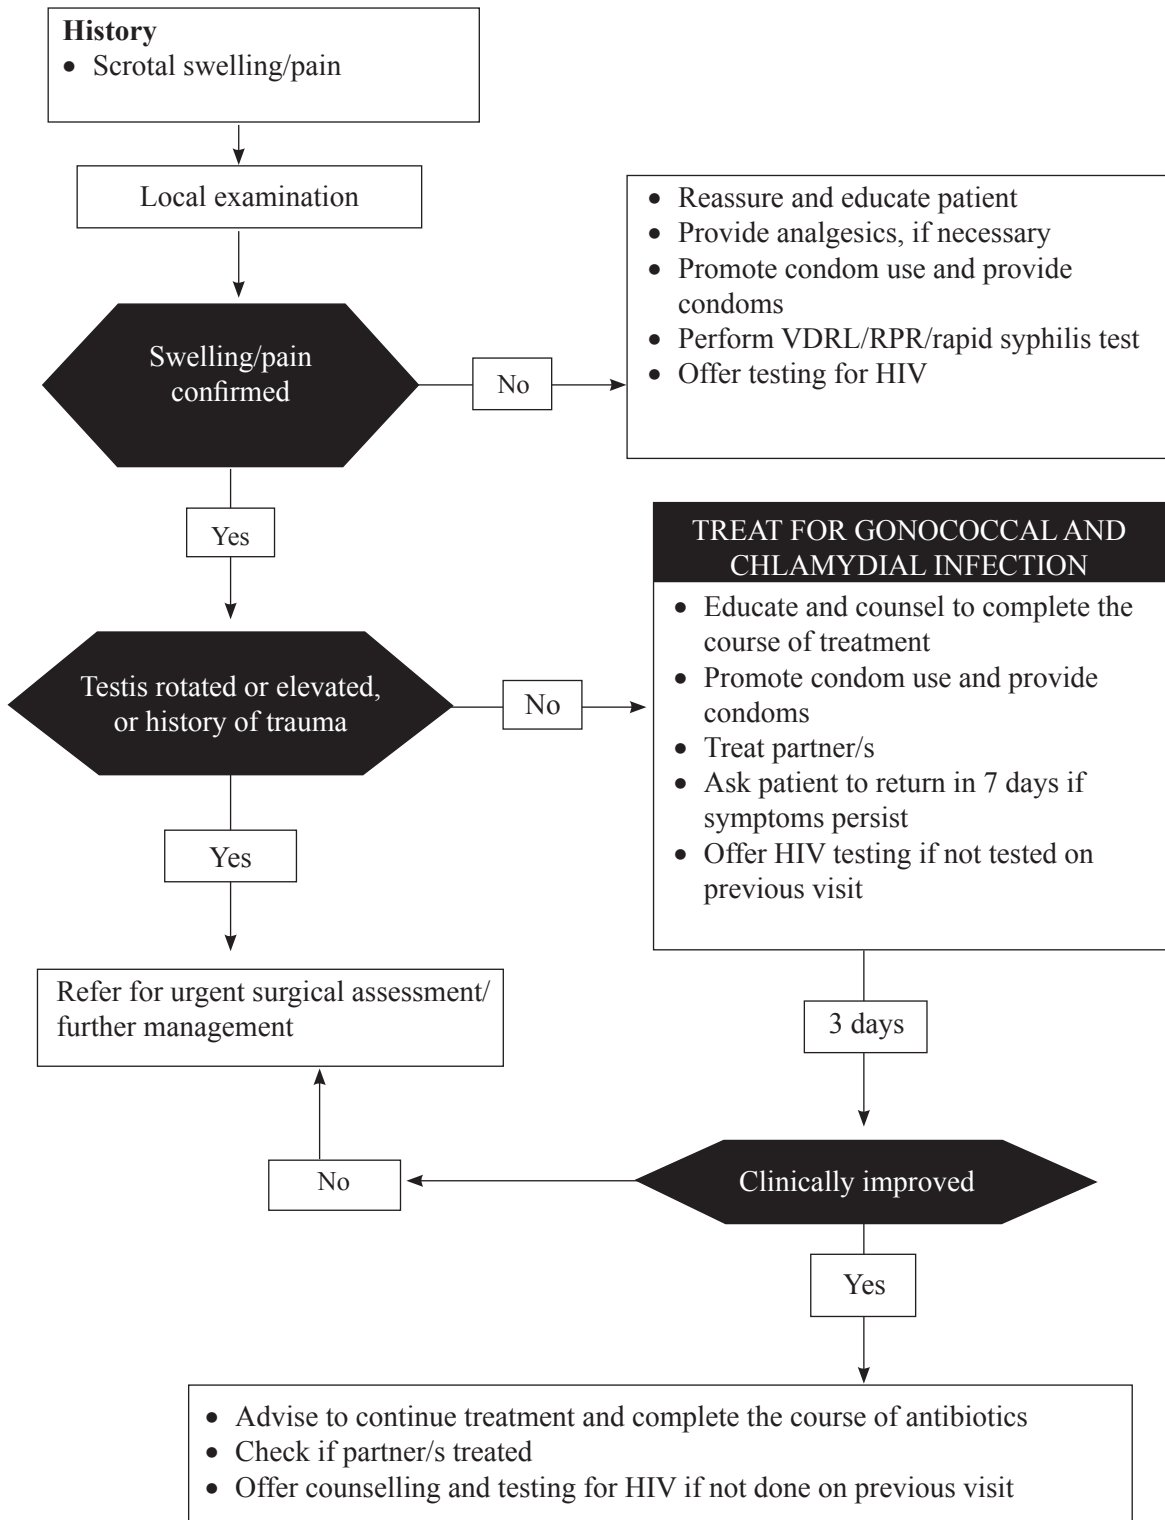 History
• Scrotal swelling/pain
Local examination
Swelling/pain
confirmed
No
• Reassure and educate patient
• Provide analgesics, if necessary
• Promote condom use and provide
condoms
• Perform VDRL/RPR/rapid syphilis test
• Offer testing for HIV
Yes
Testis rotated or elevated,
or history of trauma
No
TREAT FOR GONOCOCCAL AND
CHLAMYDIAL INFECTION
• Educate and counsel to complete the
course of treatment
• Promote condom use and provide
condoms
• Treat partner/s
• Ask patient to return in 7 days if
symptoms persist
• Offer HIV testing if not tested on
previous visit
Yes
Refer for urgent surgical assessment/
further management
3 days
Clinically improved
No
Yes
• Advise to continue treatment and complete the course of antibiotics
• Check if partner/s treated
• Offer counselling and testing for HIV if not done on previous visit